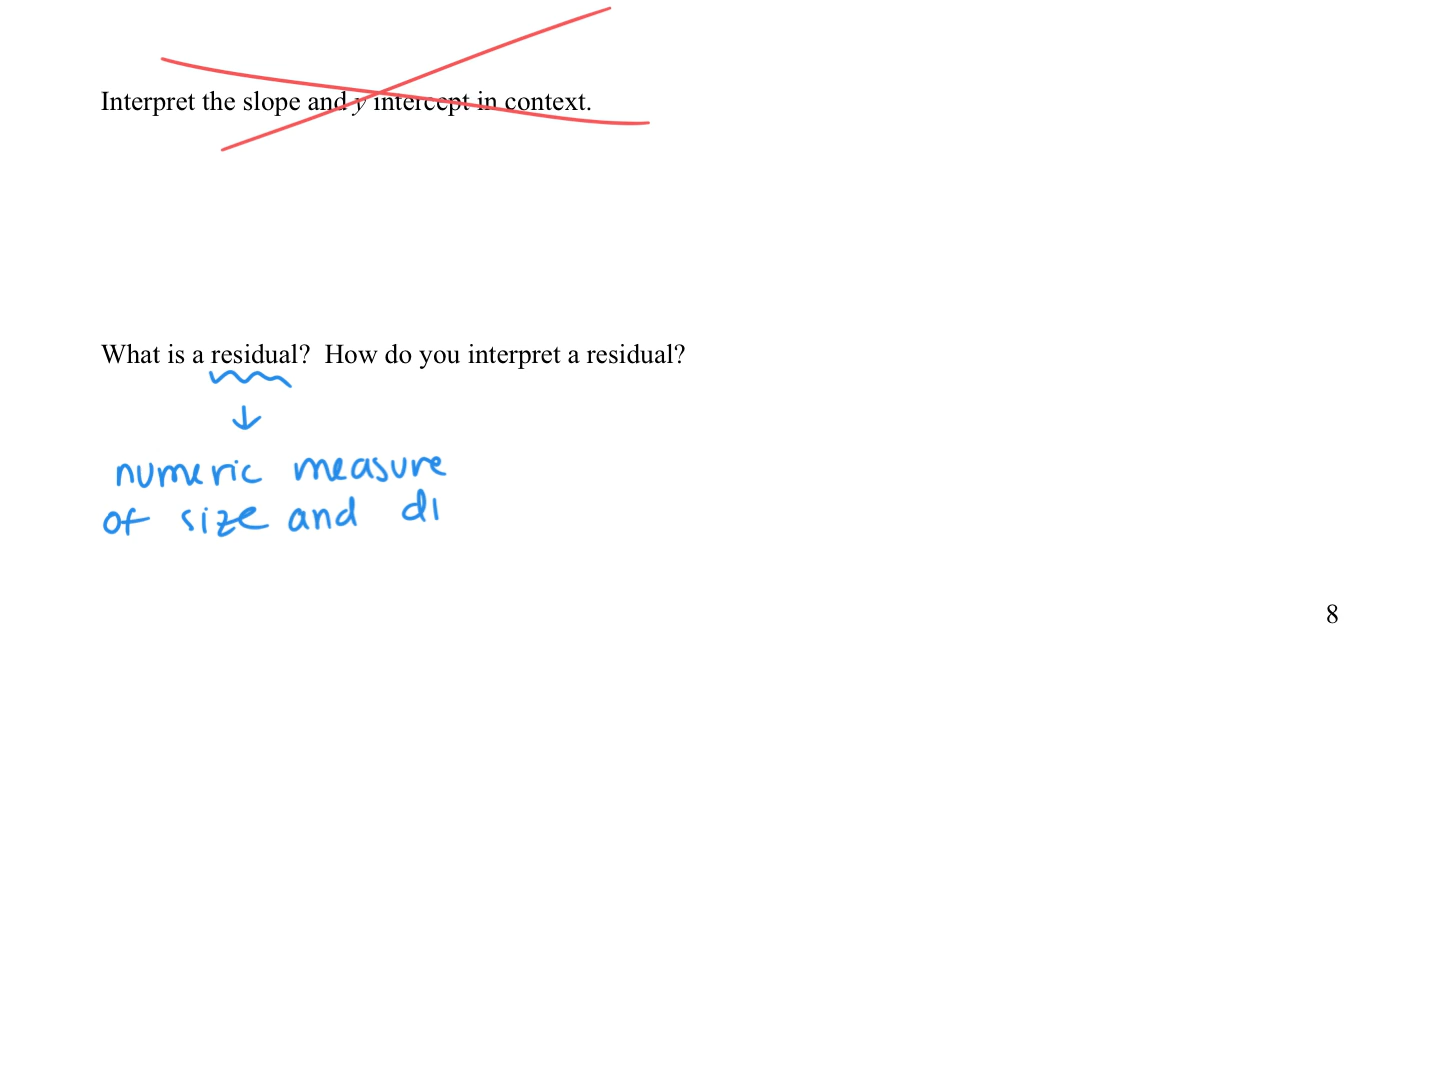 Interpret the slope and y intercept in context.
What is a residual?  How do you interpret a residual?
numeric measure
of size and di
8